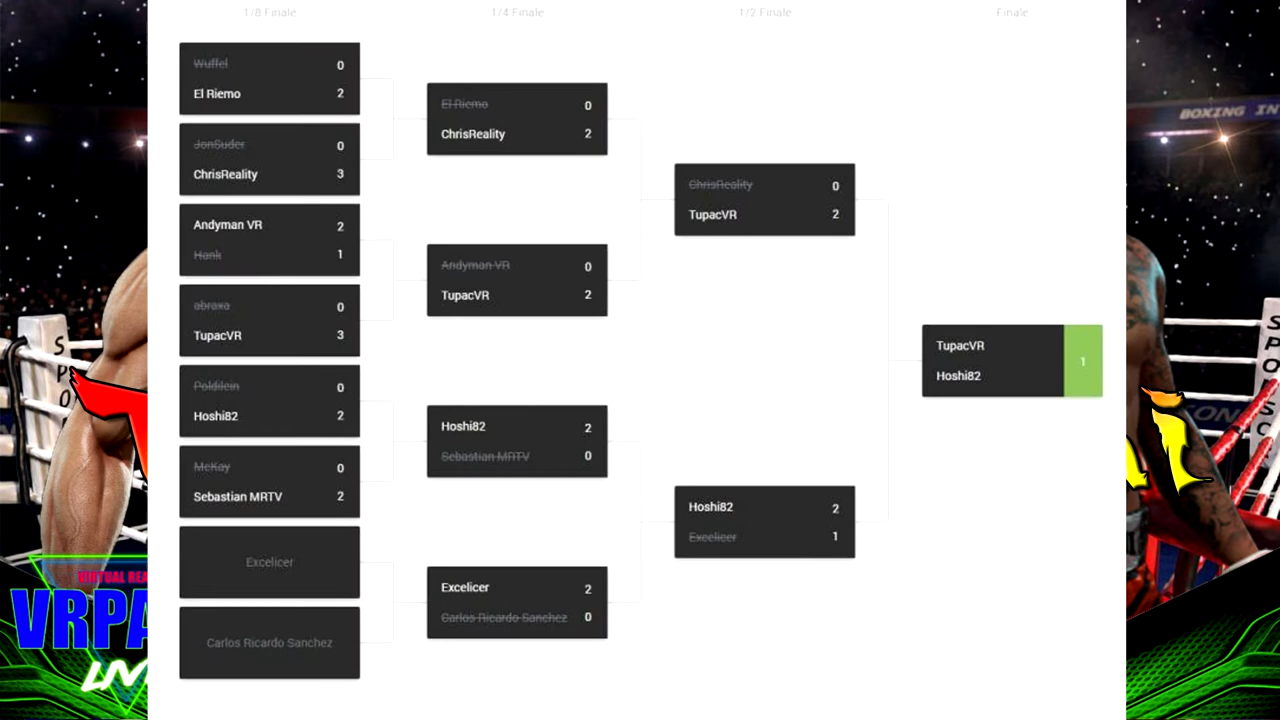 1/8 Finale
1/4 Finale
1/2 Finale
Finale
Wuffel 0
El Riemo 2
JonSuder 0
ChrisReality 3
Andyman VR 2
Hank 1
abraxa 0
TupacVR 3
Poldilein 0
Hoshi82 2
McKay 0
Sebastian MRTV 2
Excelicer
Carlos Ricardo Sanchez
El Riemo 0
ChrisReality 2
Andyman VR 0
TupacVR 2
Hoshi82 2
Sebastian MRTV 0
Excelicer 2
Carlos Ricardo Sanchez 0
ChrisReality 0
TupacVR 2
Hoshi82 2
Excelicer 1
TupacVR
Hoshi82
1
BOXING IN
VIRTUAL REA
VRPA